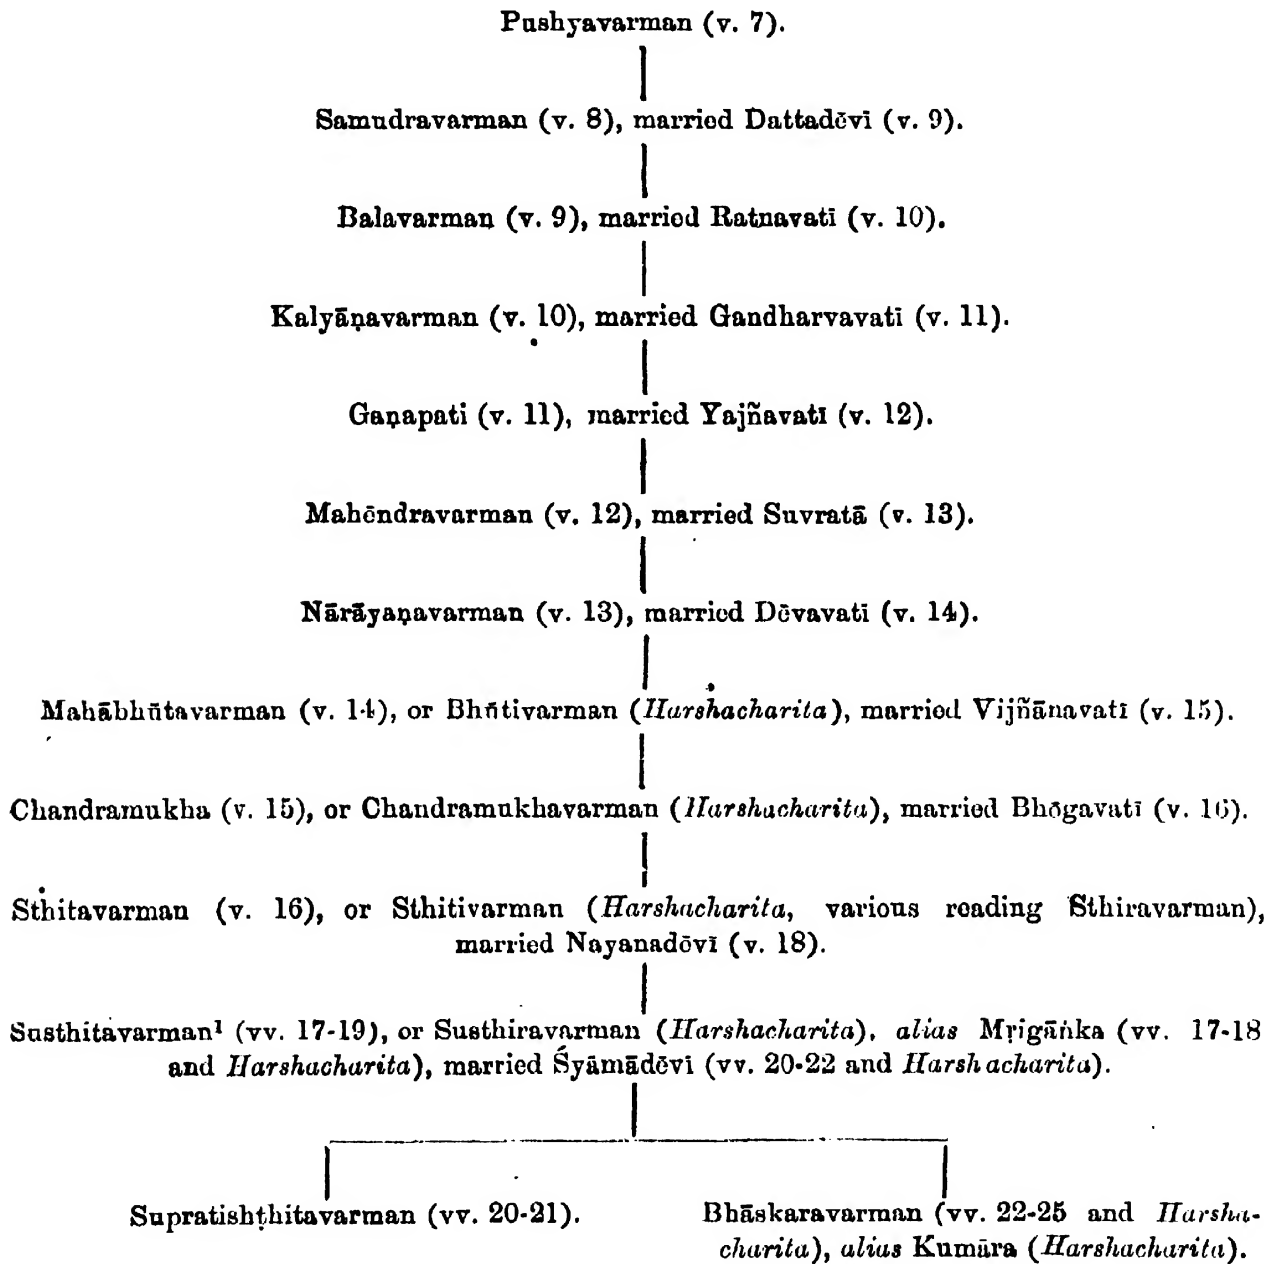 Pushyavarman (v. 7).
Samudravarman (v. 8), married Dattadēvī (v. 9).
Balavarman (v. 9), married Ratnavatī (v. 10).
Kalyāṇavarman (v. 10), married Gandharvavatī (v. 11).
Gaṇapati (v. 11), married Yajñavatī (v. 12).
Mahēndravarman (v. 12), married Suvratā (v. 13).
Nārāyaṇavarman (v. 13), married Dēvavatī (v. 14).
Mahābhūtavarman (v. 14), or Bhūtivarman (Harshacharita), married Vijñānavatī (v. 15).
Chandramukha (v. 15), or Chandramukhavarman (Harshacharita), married Bhōgavatī (v. 16).
Sthitavarman (v. 16), or Sthitivarman (Harshacharita, various reading Sthiravarman),
married Nayanadēvī (v. 18).
Susthitavarman¹ (vv. 17-19), or Susthiravarman (Harshacharita), alias Mṛigāṅka (vv. 17-18
and Harshacharita), married Śyāmādēvī (vv. 20-22 and Harshacharita).
Supratishṭhitavarman (vv. 20-21).
Bhāskaravarman (vv. 22-25 and Harsha-
charita), alias Kumāra (Harshacharita).